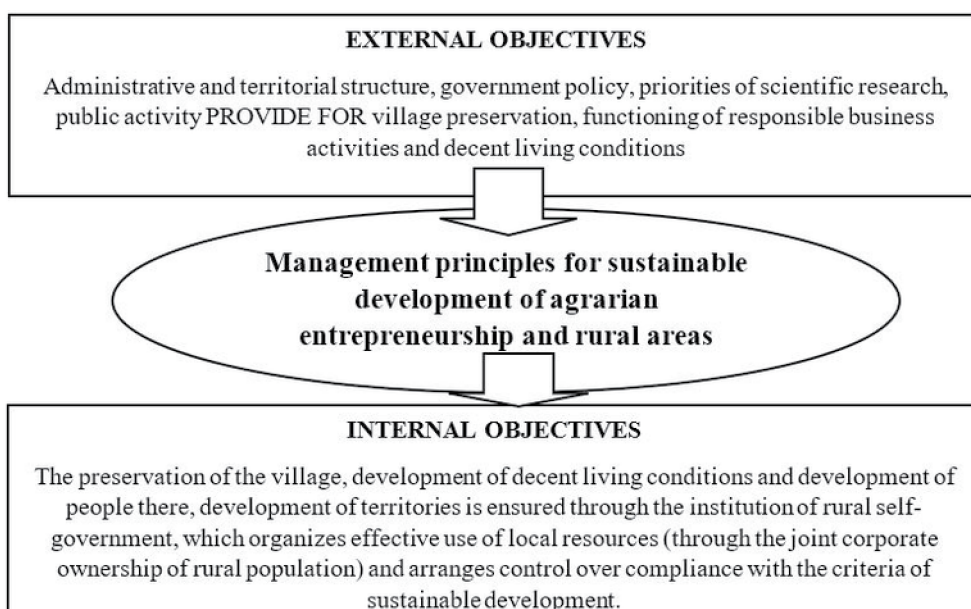 EXTERNAL OBJECTIVES
Administrative and territorial structure, government policy, priorities of scientific research,
public activity PROVIDE FOR village preservation, functioning of responsible business
activities and decent living conditions
Management principles for sustainable
development of agrarian
entrepreneurship and rural areas
INTERNAL OBJECTIVES
The preservation of the village, development of decent living conditions and development of
people there, development of territories is ensured through the institution of rural self-
government, which organizes effective use of local resources (through the joint corporate
ownership of rural population) and arranges control over compliance with the criteria of
sustainable development.